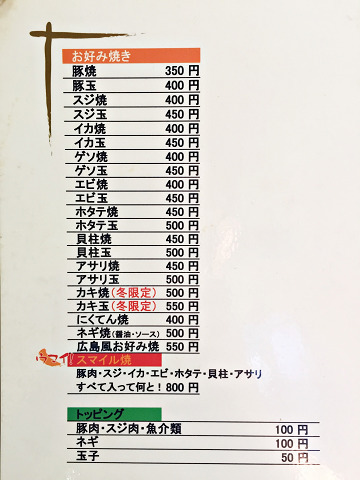 お好み焼き
豚焼 350 円
豚玉 400 円
スジ焼 400 円
スジ玉 450 円
イカ焼 400 円
イカ玉 450 円
ゲソ焼 400 円
ゲソ玉 450 円
エビ焼 400 円
エビ玉 450 円
ホタテ焼 450 円
ホタテ玉 500 円
貝柱焼 450 円
貝柱玉 500 円
アサリ焼 450 円
アサリ玉 500 円
カキ焼(冬限定) 500 円
カキ玉(冬限定) 550 円
にくてん焼 400 円
ネギ焼(醤油・ソース) 500 円
広島風お好み焼 550 円
スマイル焼
豚肉・スジ・イカ・エビ・ホタテ・貝柱・アサリ
すべて入って何と!800 円
トッピング
豚肉・スジ肉・魚介類 100 円
ネギ 100 円
玉子 50 円